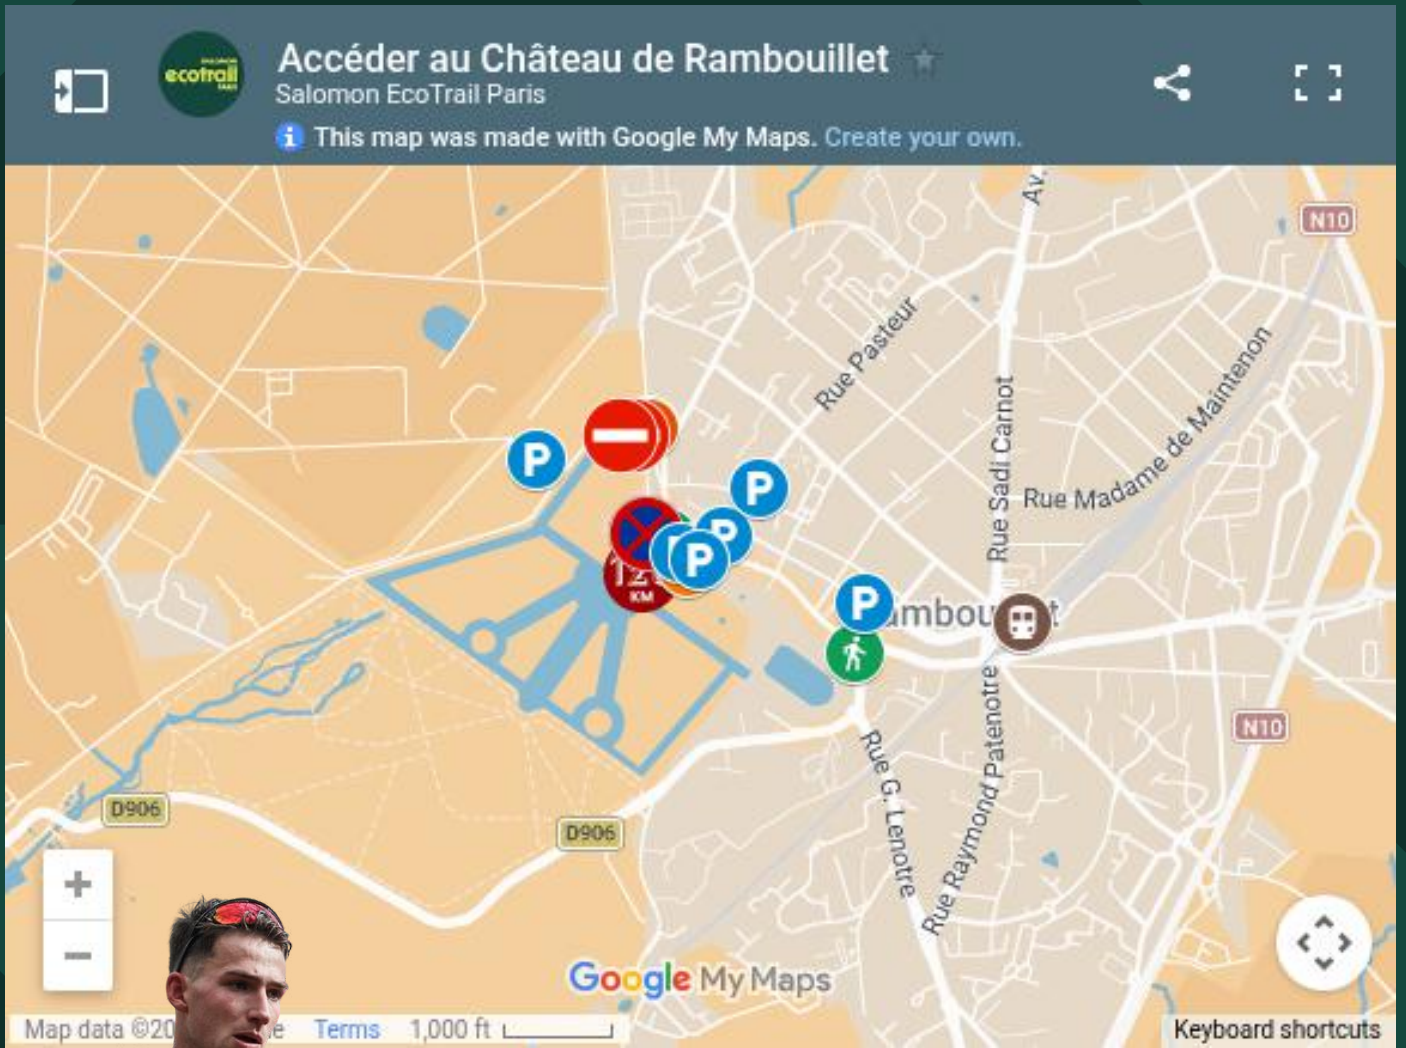 SALOMON
ecotrail
PARIS
Accéder au Château de Rambouillet
Salomon EcoTrail Paris
This map was made with Google My Maps. Create your own.
Av.
N10
Rue Pasteur
Rue Sadi Carnot
Rue Madame de Maintenon
P
P
P
P
KM
P
N10
Rue G. Lenotre
Rue Raymond Patenotre
D906
D906
+
−
Google My Maps
Map data ©20
Terms
1,000 ft
Keyboard shortcuts